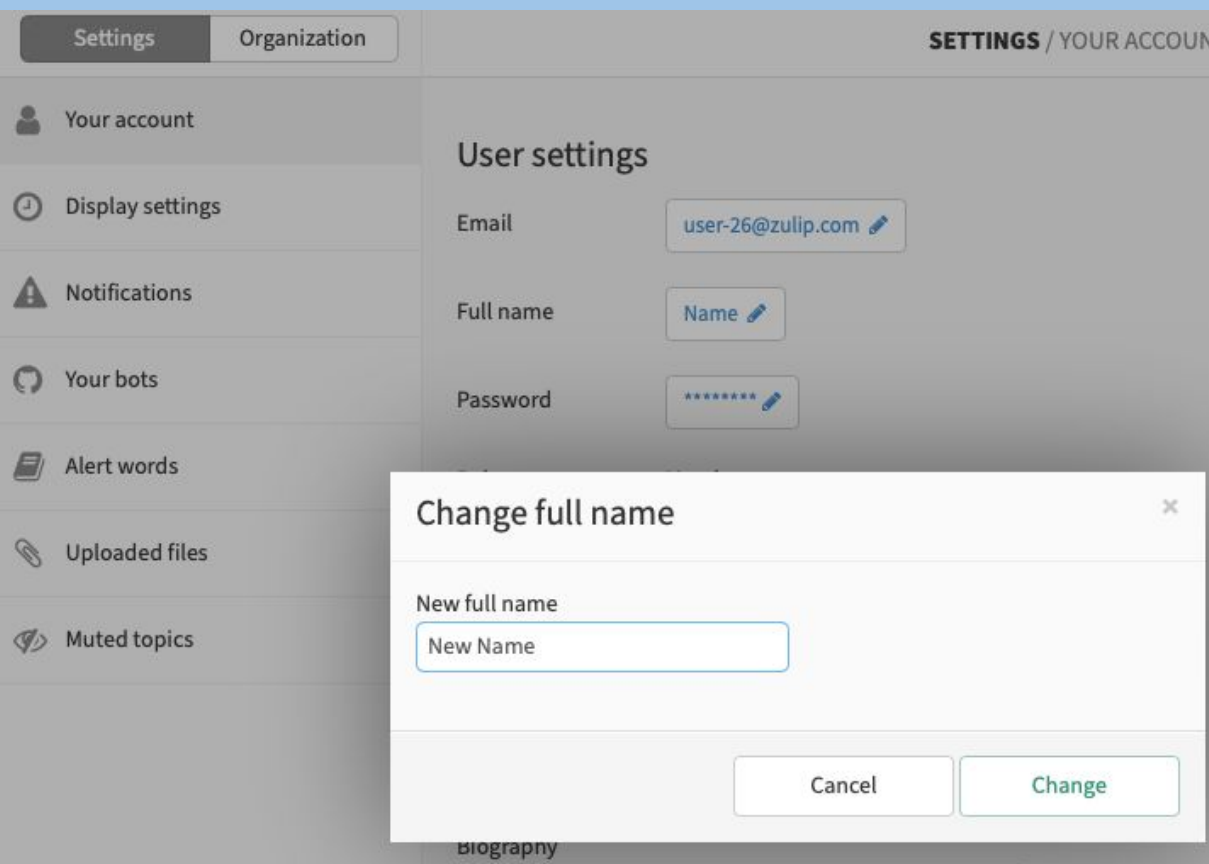 Settings
Organization
SETTINGS / YOUR ACCOUN
Your account
Display settings
Notifications
Your bots
Alert words
Uploaded files
Muted topics
User settings
Email
user-26@zulip.com
Full name
Name
Password
********
Change full name
×
New full name
New Name
Cancel
Change
Biography